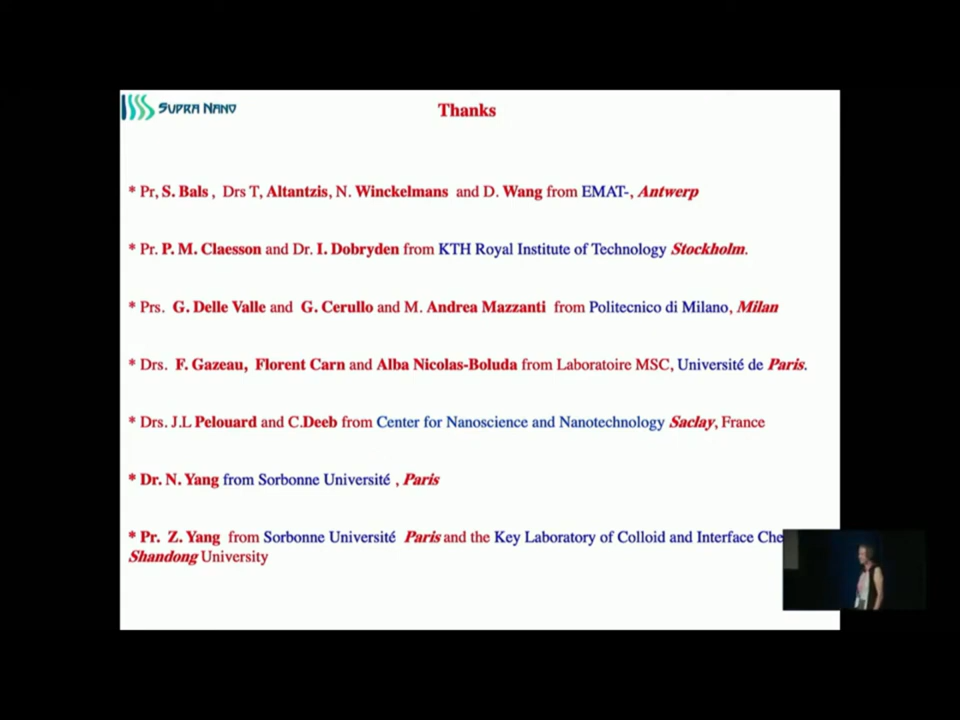 SUPRA NANO
Thanks
* Pr, S. Bals , Drs T, Altantzis, N. Winckelmans and D. Wang from EMAT-, Antwerp
* Pr. P. M. Claesson and Dr. I. Dobryden from KTH Royal Institute of Technology Stockholm.
* Prs. G. Delle Valle and G. Cerullo and M. Andrea Mazzanti from Politecnico di Milano, Milan
* Drs. F. Gazeau, Florent Carn and Alba Nicolas-Boluda from Laboratoire MSC, Université de Paris.
* Drs. J.L Pelouard and C.Deeb from Center for Nanoscience and Nanotechnology Saclay, France
* Dr. N. Yang from Sorbonne Université , Paris
* Pr. Z. Yang from Sorbonne Université Paris and the Key Laboratory of Colloid and Interface Che
Shandong University